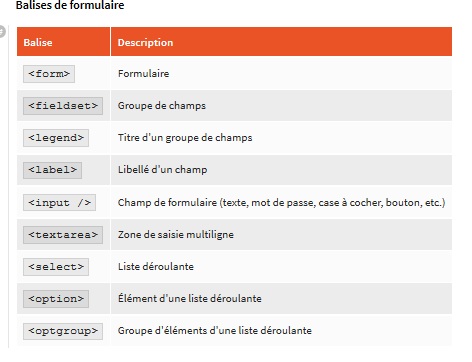 Balises de formulaire
Balise Description
<form> Formulaire
<fieldset> Groupe de champs
<legend> Titre d'un groupe de champs
<label> Libellé d'un champ
<input /> Champ de formulaire (texte, mot de passe, case à cocher, bouton, etc.)
<textarea> Zone de saisie multiligne
<select> Liste déroulante
<option> Élément d'une liste déroulante
<optgroup> Groupe d'éléments d'une liste déroulante